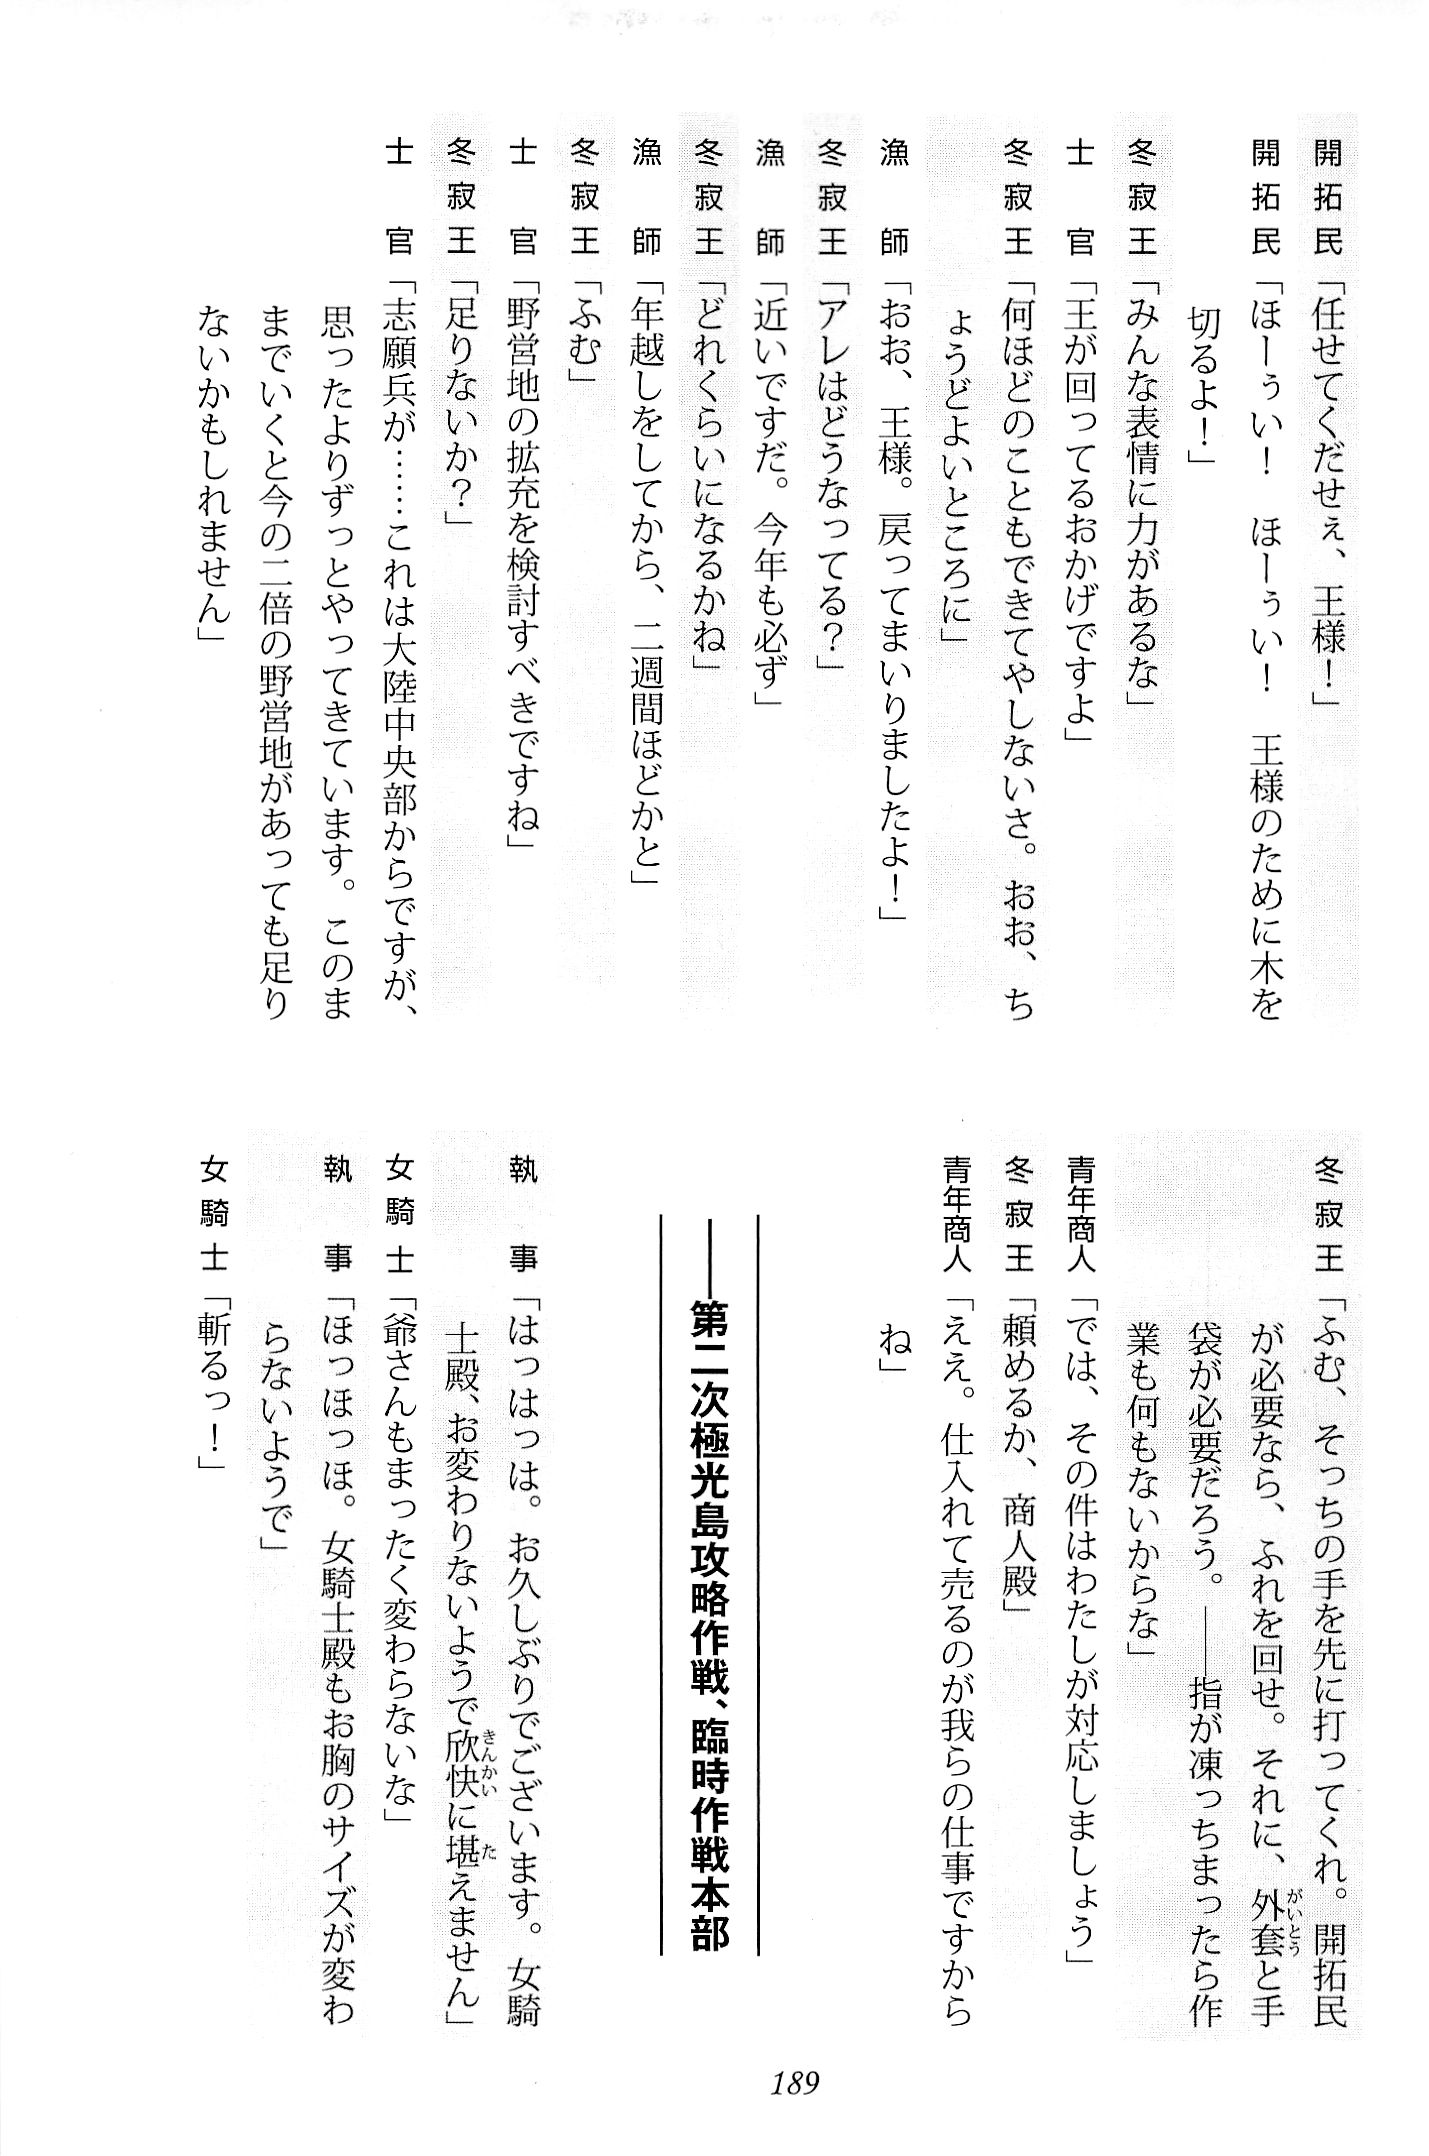 開拓民「任せてくだせぇ、王様！」
開拓民「ほーぅい！　ほーぅい！　王様のために木を
切るよ！」
冬寂王「みんな表情に力があるな」
士官「王が回ってるおかげですよ」
冬寂王「何ほどのこともできてやしないさ。おお、ち
ょうどよいところに」
漁師「おお、王様。戻ってまいりましたよ！」
冬寂王「アレはどうなってる？」
漁師「近いですだ。今年も必ず」
冬寂王「どれくらいになるかね」
漁師「年越しをしてから、二週間ほどかと」
冬寂王「ふむ」
士官「野営地の拡充を検討すべきですね」
冬寂王「足りないか？」
士官「志願兵が……これは大陸中央部からですが、
思ったよりずっとやってきています。このま
までいくと今の二倍の野営地があっても足り
ないかもしれません」
冬寂王「ふむ、そっちの手を先に打ってくれ。開拓民
が必要なら、ふれを回せ。それに、外套と手
がいとう
袋が必要だろう。――指が凍っちまったら作
業も何もないからな」
青年商人「では、その件はわたしが対応しましょう」
冬寂王「頼めるか、商人殿」
青年商人「ええ。仕入れて売るのが我らの仕事ですから
ね」
――第二次極光島攻略作戦、臨時作戦本部
執事「はっはっは。お久しぶりでございます。女騎
士殿、お変わりないようで欣快に堪えません」
きんかい　た
女騎士「爺さんもまったく変わらないな」
執事「ほっほっほ。女騎士殿もお胸のサイズが変わ
らないようで」
女騎士「斬るっ！」
189